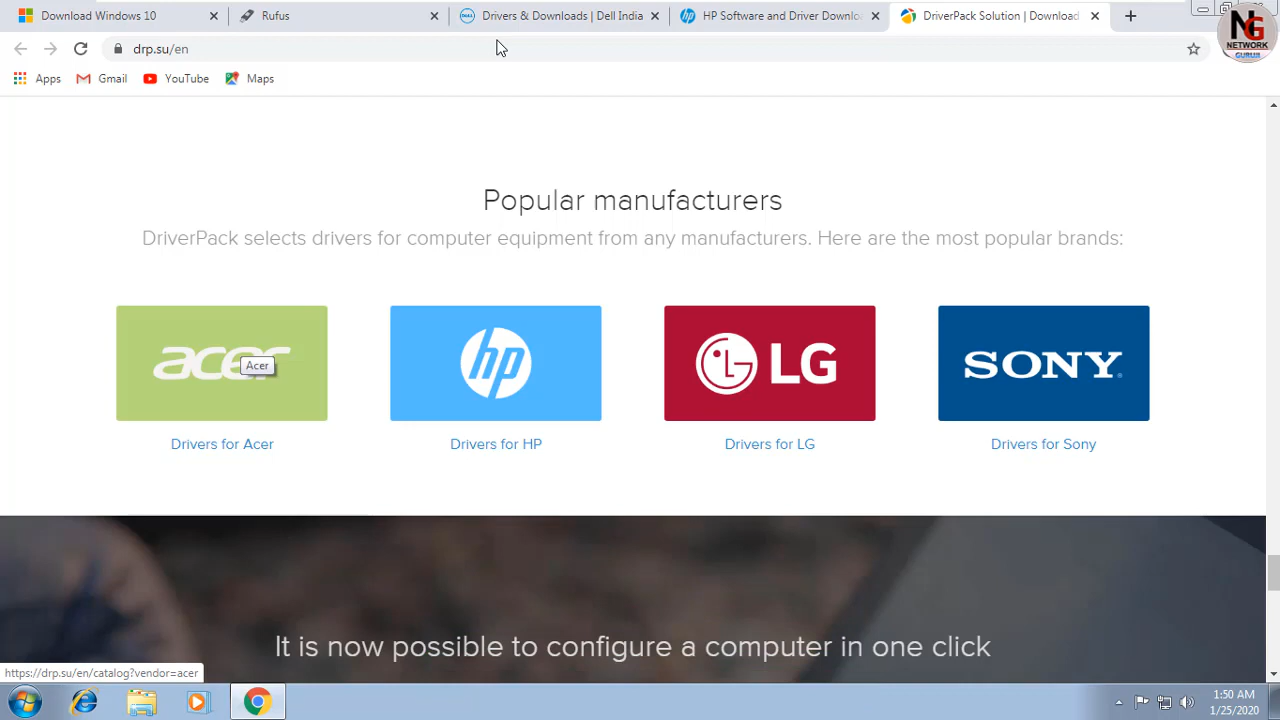 Download Windows 10
Rufus
Drivers & Downloads | Dell India
HP Software and Driver Downlo
DriverPack Solution | Download
NG
NETWORK
GURUJI
drp.su/en
Apps
Gmail
YouTube
Maps
Popular manufacturers
DriverPack selects drivers for computer equipment from any manufacturers. Here are the most popular brands:
acer
Acer
hp
LG
SONY
Drivers for Acer
Drivers for HP
Drivers for LG
Drivers for Sony
It is now possible to configure a computer in one click
https://drp.su/en/catalog?vendor=acer
1:50 AM
1/25/2020